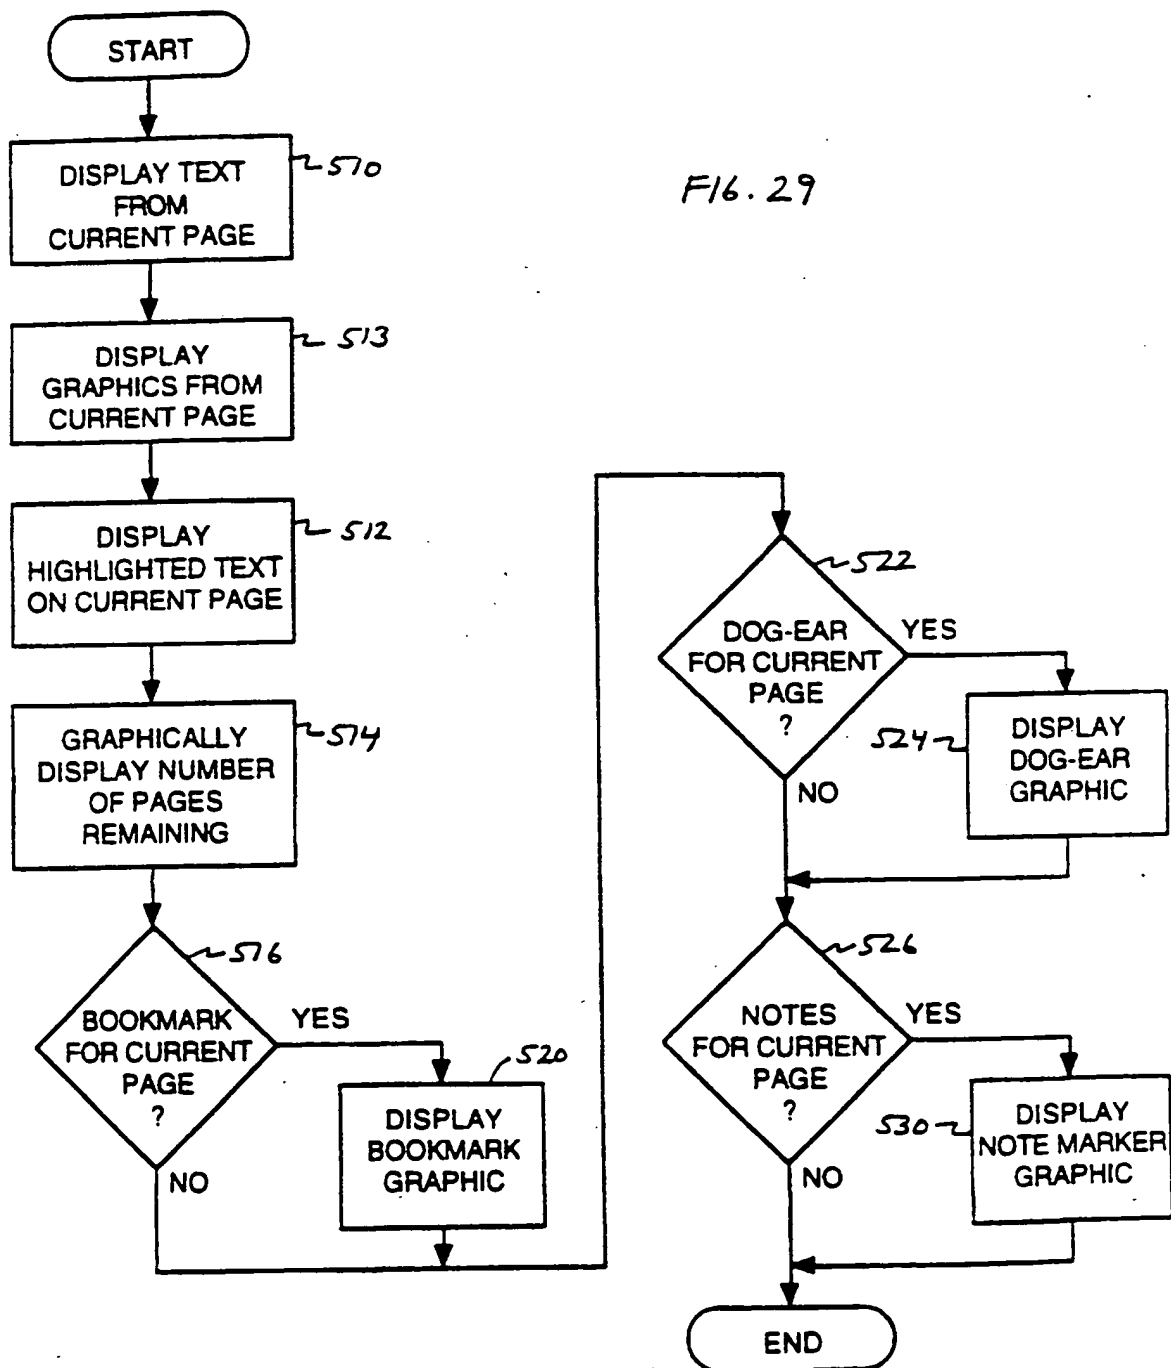 START
DISPLAY TEXT
FROM
CURRENT PAGE
510
FIG. 29
DISPLAY
GRAPHICS FROM
CURRENT PAGE
513
DISPLAY
HIGHLIGHTED TEXT
ON CURRENT PAGE
512
GRAPHICALLY
DISPLAY NUMBER
OF PAGES
REMAINING
514
BOOKMARK
FOR CURRENT
PAGE
?
516
YES
NO
520
DISPLAY
BOOKMARK
GRAPHIC
522
DOG-EAR
FOR CURRENT
PAGE
?
YES
NO
524
DISPLAY
DOG-EAR
GRAPHIC
526
NOTES
FOR CURRENT
PAGE
?
YES
NO
530
DISPLAY
NOTE MARKER
GRAPHIC
END